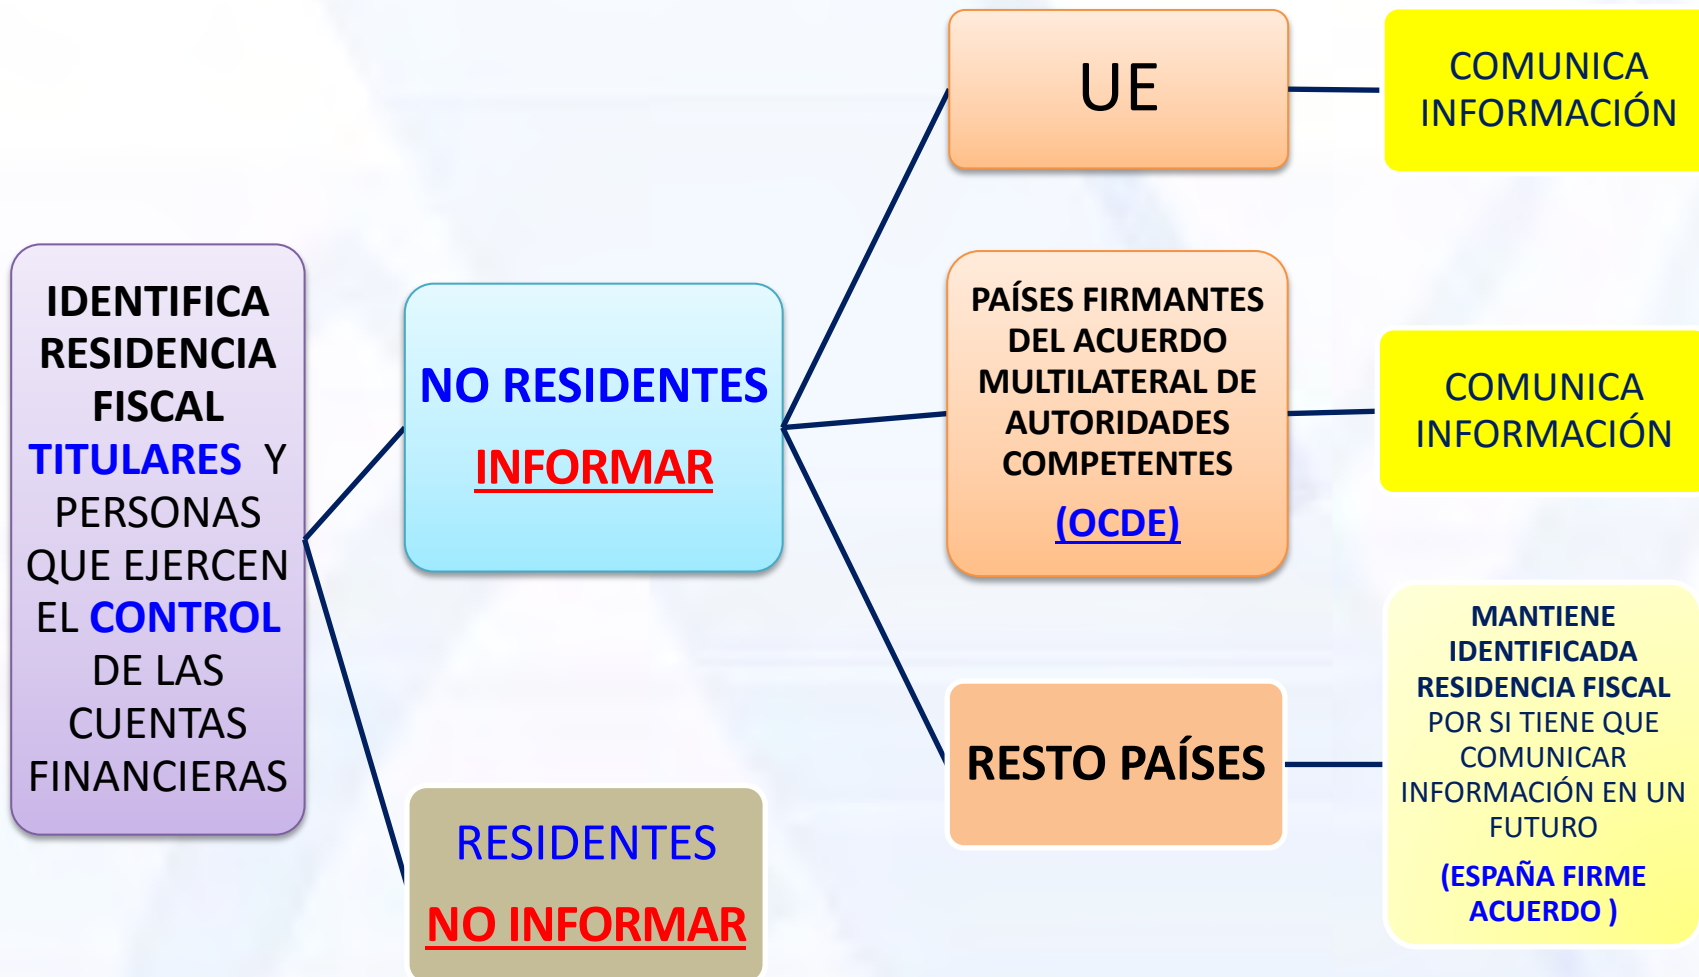 IDENTIFICA
RESIDENCIA
FISCAL
TITULARES Y
PERSONAS
QUE EJERCEN
EL CONTROL
DE LAS
CUENTAS
FINANCIERAS
NO RESIDENTES
INFORMAR
RESIDENTES
NO INFORMAR
UE
COMUNICA
INFORMACIÓN
PAÍSES FIRMANTES
DEL ACUERDO
MULTILATERAL DE
AUTORIDADES
COMPETENTES
(OCDE)
COMUNICA
INFORMACIÓN
RESTO PAÍSES
MANTIENE
IDENTIFICADA
RESIDENCIA FISCAL
POR SI TIENE QUE
COMUNICAR
INFORMACIÓN EN UN
FUTURO
(ESPAÑA FIRME
ACUERDO )